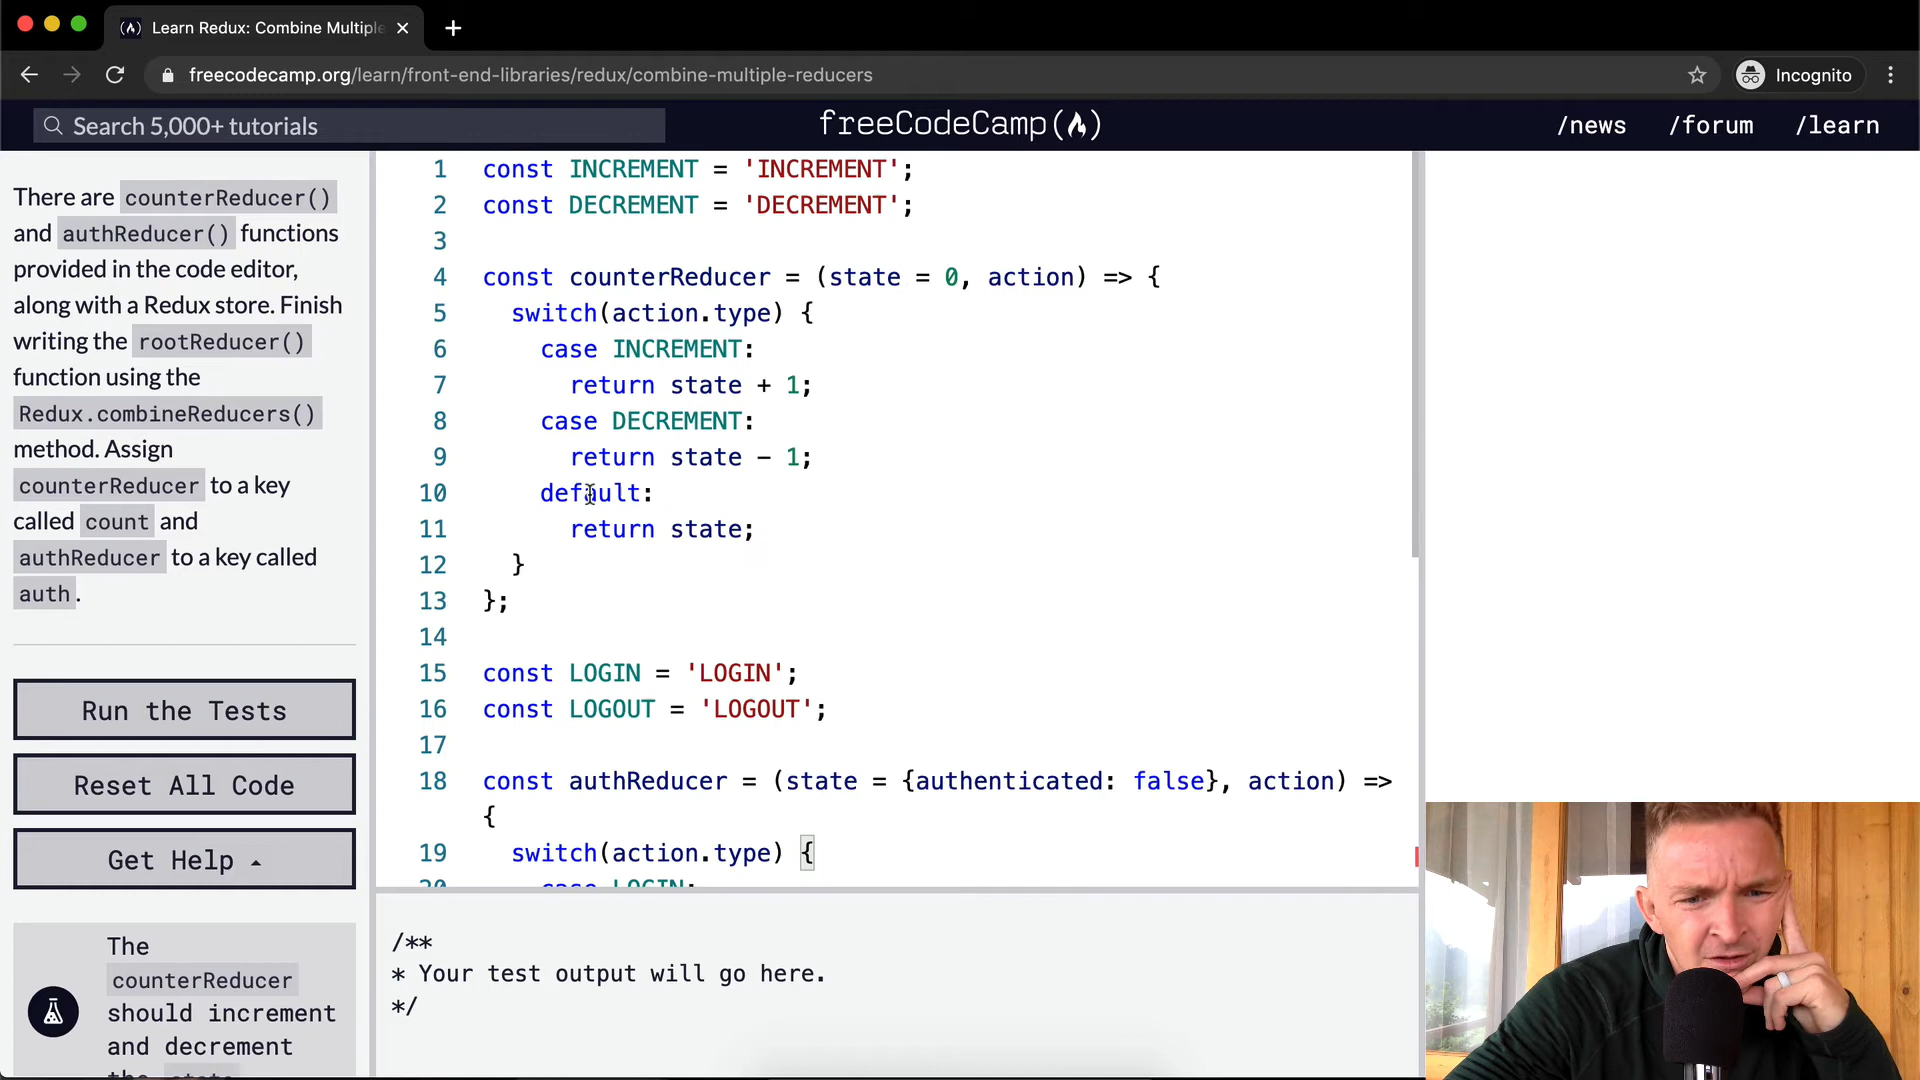 Learn Redux: Combine Multiple
freecodecamp.org/learn/front-end-libraries/redux/combine-multiple-reducers
Incognito
Search 5,000+ tutorials
freeCodeCamp
/news
/forum
/learn
There are counterReducer()
and authReducer() functions
provided in the code editor,
along with a Redux store. Finish
writing the rootReducer()
function using the
Redux.combineReducers()
method. Assign
counterReducer to a key
called count and
authReducer to a key called
auth.
Run the Tests
Reset All Code
Get Help
The
counterReducer
should increment
and decrement
the state
1 const INCREMENT = 'INCREMENT';
2 const DECREMENT = 'DECREMENT';
3
4 const counterReducer = (state = 0, action) => {
5 switch(action.type) {
6 case INCREMENT:
7 return state + 1;
8 case DECREMENT:
9 return state - 1;
10 default:
11 return state;
12 }
13 };
14
15 const LOGIN = 'LOGIN';
16 const LOGOUT = 'LOGOUT';
17
18 const authReducer = (state = {authenticated: false}, action) =>
{
19 switch(action.type) {
20 case LOGIN:
/**
* Your test output will go here.
*/